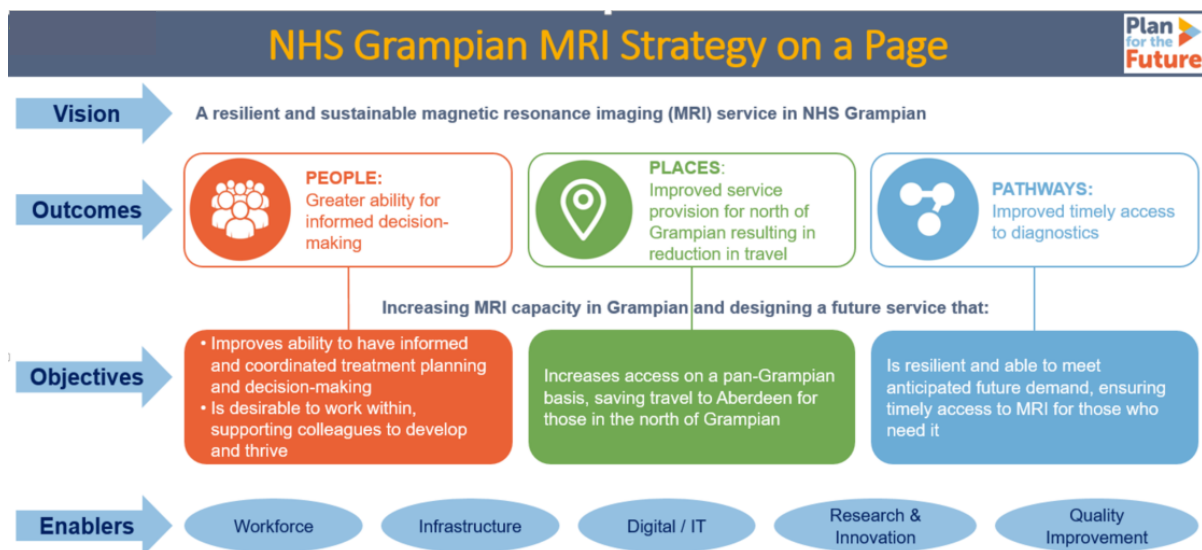 NHS Grampian MRI Strategy on a Page
Plan
for the
Future
Vision
A resilient and sustainable magnetic resonance imaging (MRI) service in NHS Grampian
Outcomes
PEOPLE:
Greater ability for
informed decision-
making
PLACES:
Improved service
provision for north of
Grampian resulting in
reduction in travel
PATHWAYS:
Improved timely access
to diagnostics
Increasing MRI capacity in Grampian and designing a future service that:
Objectives
• Improves ability to have informed
and coordinated treatment planning
and decision-making
• Is desirable to work within,
supporting colleagues to develop
and thrive
Increases access on a pan-Grampian
basis, saving travel to Aberdeen for
those in the north of Grampian
Is resilient and able to meet
anticipated future demand, ensuring
timely access to MRI for those who
need it
Enablers
Workforce
Infrastructure
Digital / IT
Research &
Innovation
Quality
Improvement